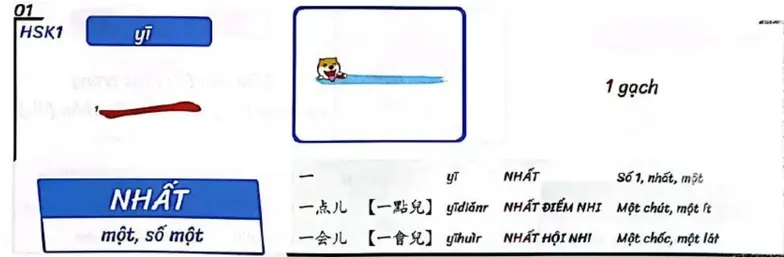 01
HSK1
yī
1
NHẤT
một, số một
1 gạch
一 yī NHẤT Số 1, nhất, một
一点儿 【一點兒】 yīdiǎnr NHẤT ĐIỂM NHI Một chút, một ít
一会儿 【一會兒】 yīhuìr NHẤT HỘI NHI Một chốc, một lát